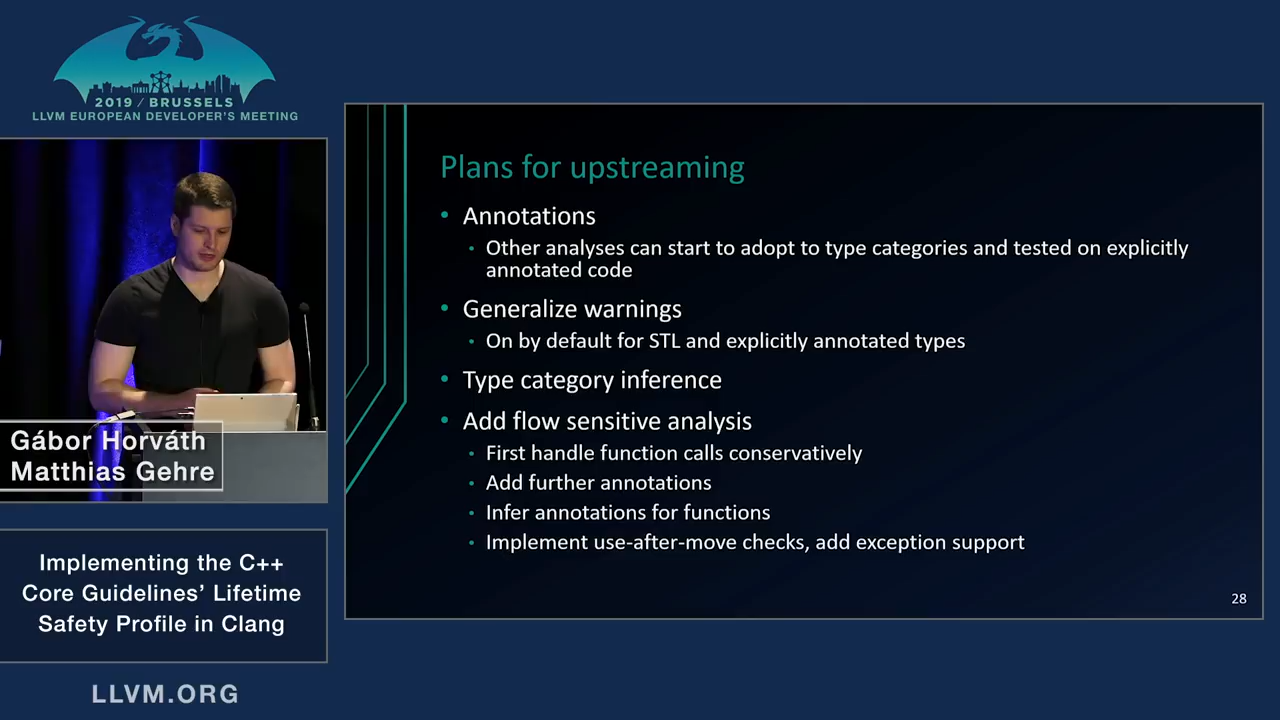 2019 / BRUSSELS
LLVM EUROPEAN DEVELOPER'S MEETING
Gábor Horváth
Matthias Gehre
Implementing the C++
Core Guidelines' Lifetime
Safety Profile in Clang
LLVM.ORG
Plans for upstreaming
• Annotations
• Other analyses can start to adopt to type categories and tested on explicitly
annotated code
• Generalize warnings
• On by default for STL and explicitly annotated types
• Type category inference
• Add flow sensitive analysis
• First handle function calls conservatively
• Add further annotations
• Infer annotations for functions
• Implement use-after-move checks, add exception support
28